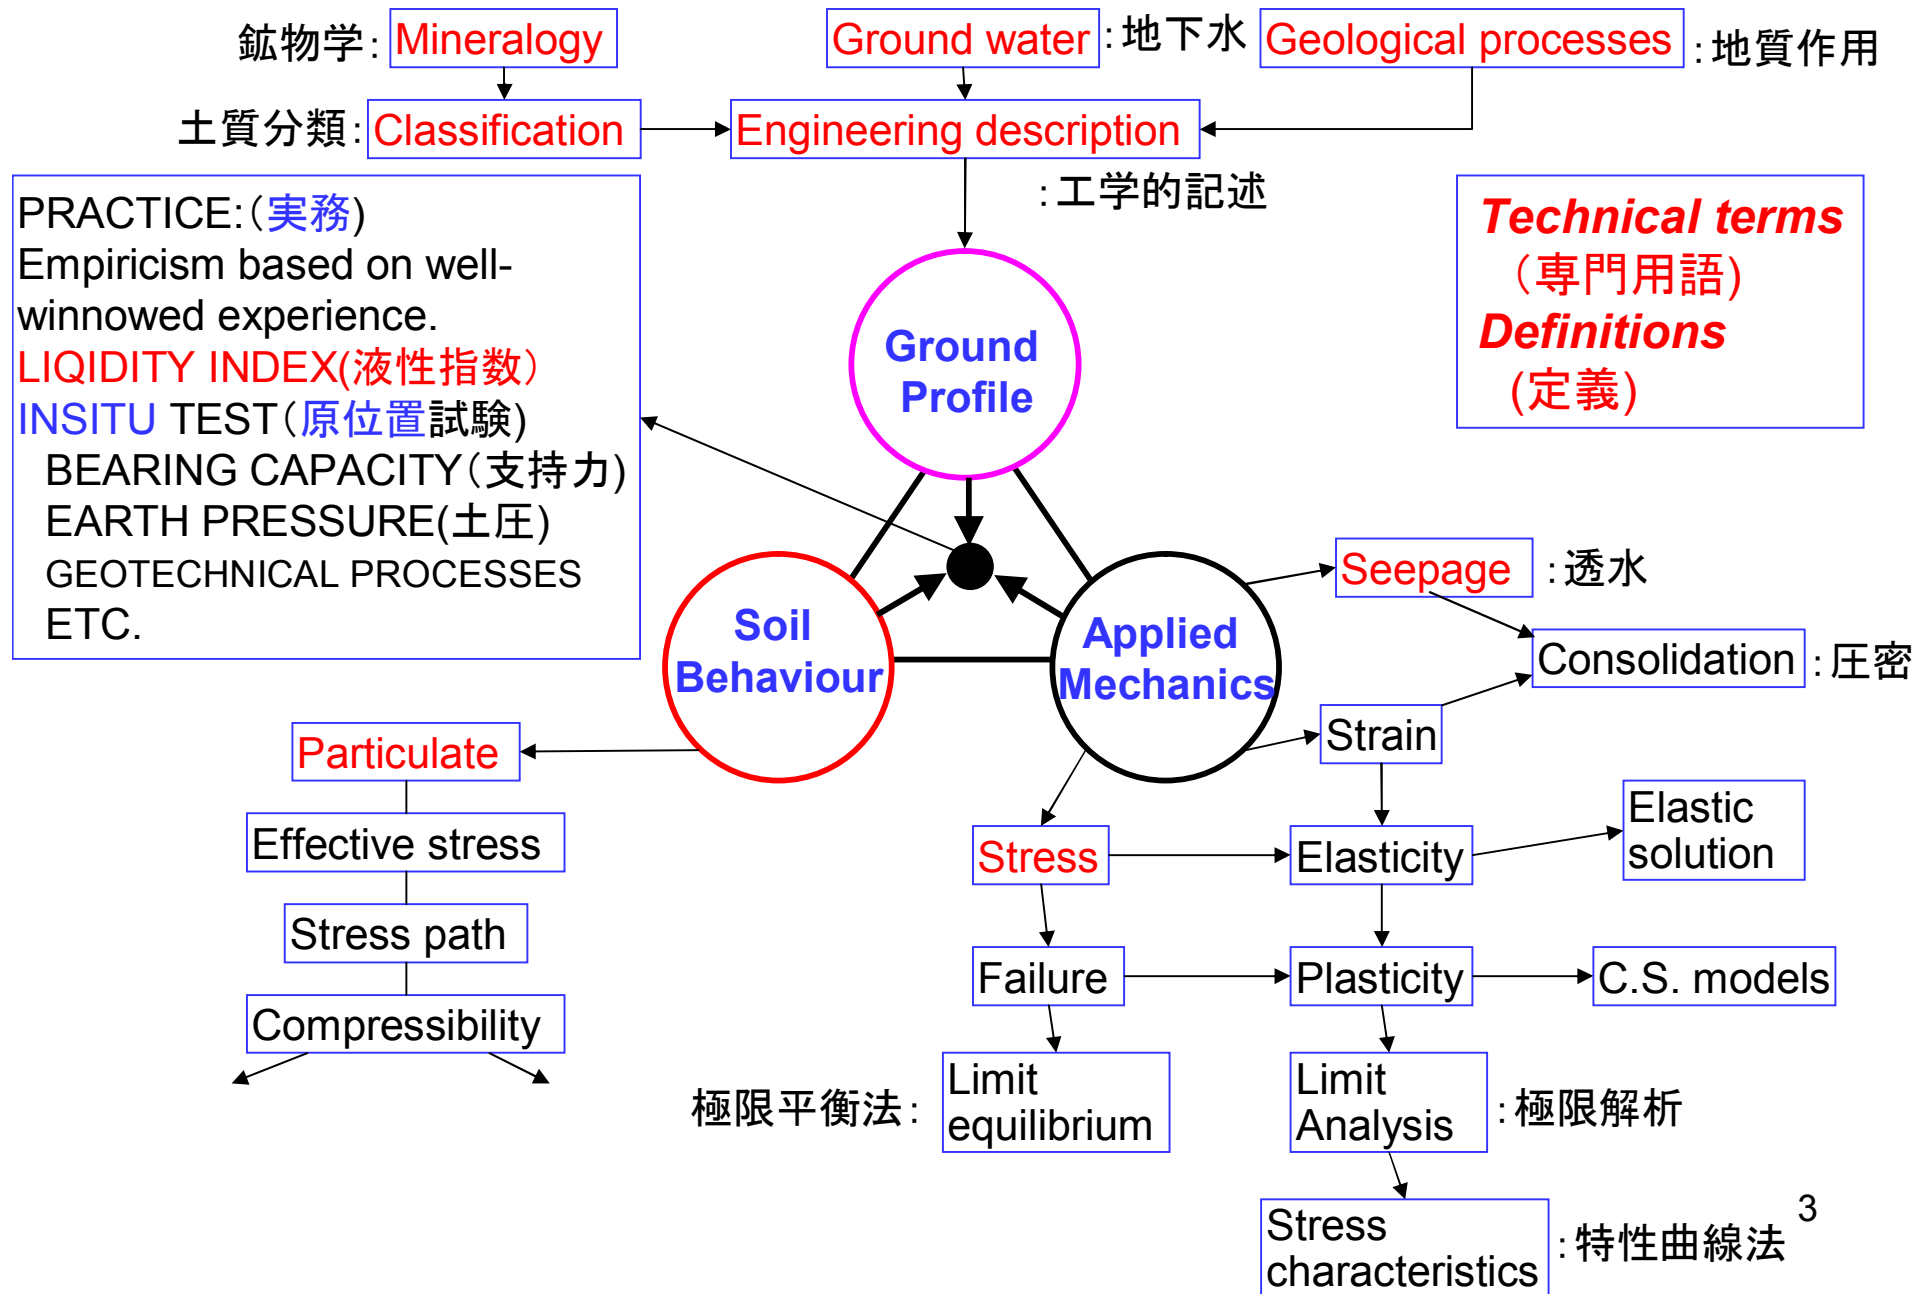 鉱物学: Mineralogy
Ground water :地下水
Geological processes :地質作用
土質分類: Classification
Engineering description
:工学的記述
PRACTICE:(実務)
Empiricism based on well-
winnowed experience.
LIQIDITY INDEX(液性指数)
INSITU TEST(原位置試験)
BEARING CAPACITY(支持力)
EARTH PRESSURE(土圧)
GEOTECHNICAL PROCESSES
ETC.
Technical terms
(専門用語)
Definitions
(定義)
Ground
Profile
Soil
Behaviour
Applied
Mechanics
Seepage :透水
Consolidation :圧密
Strain
Particulate
Effective stress
Stress path
Compressibility
Stress
Elasticity
Elastic
solution
Failure
Plasticity
C.S. models
極限平衡法:
Limit
equilibrium
Limit
Analysis
:極限解析
Stress
characteristics
:特性曲線法
3